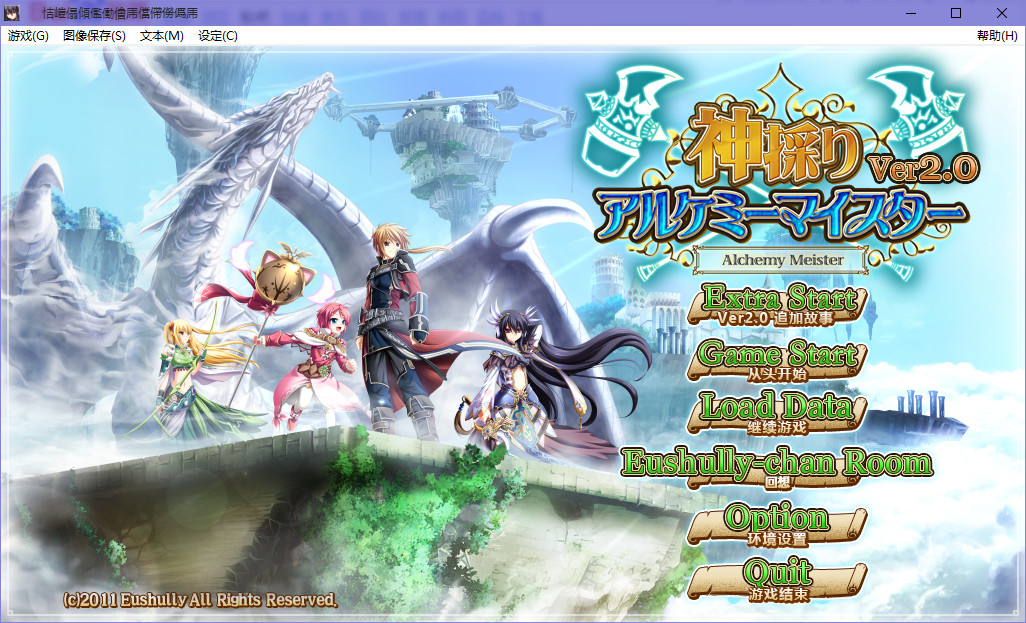 游戏(G) 图像保存(S) 文本(M) 设定(C) 帮助(H)
神採り Ver2.0
アルケミーマイスター
Alchemy Meister
Extra Start
Ver2.0 追加故事
Game Start
从头开始
Load Data
继续游戏
Eushully-chan Room
回想
Option
环境设置
Quit
游戏结束
(c)2011 Eushully All Rights Reserved.